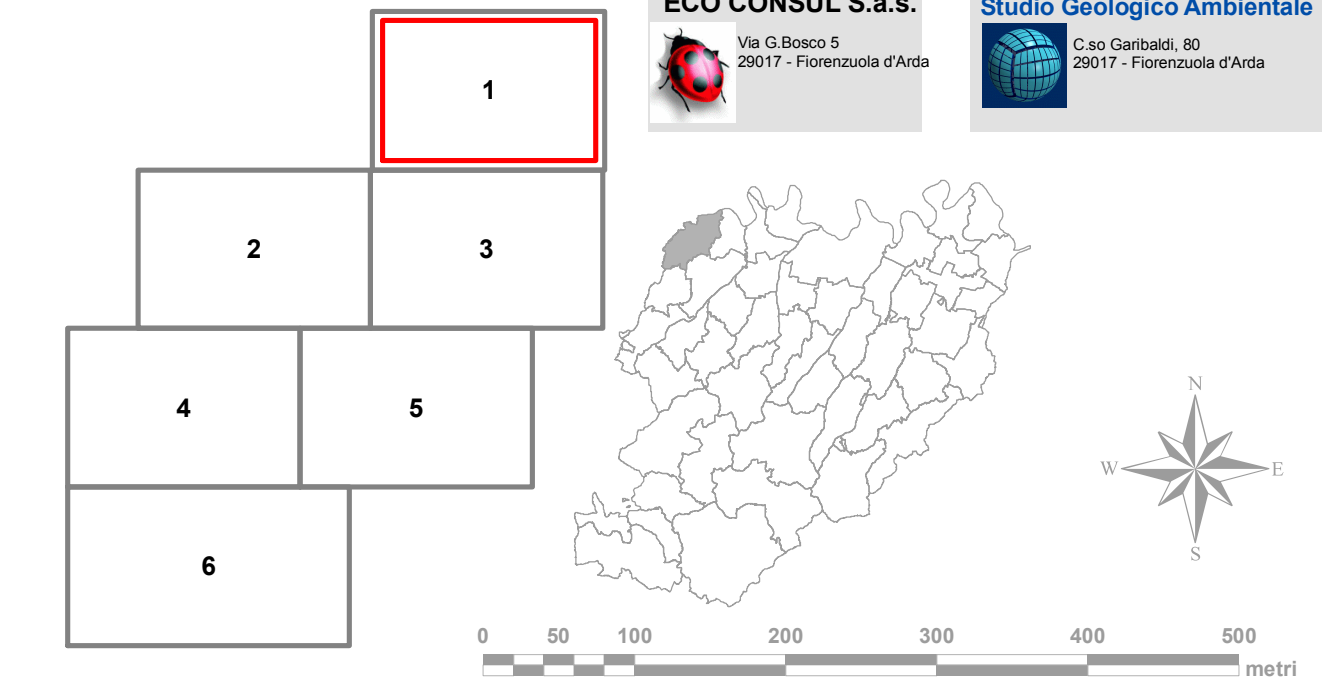 ECO CONSUL S.a.s.
Via G.Bosco 5
29017 - Fiorenzuola d'Arda
Studio Geologico Ambientale
C.so Garibaldi, 80
29017 - Fiorenzuola d'Arda
1
2
3
4
5
6
N
W
E
S
0 50 100 200 300 400 500
metri